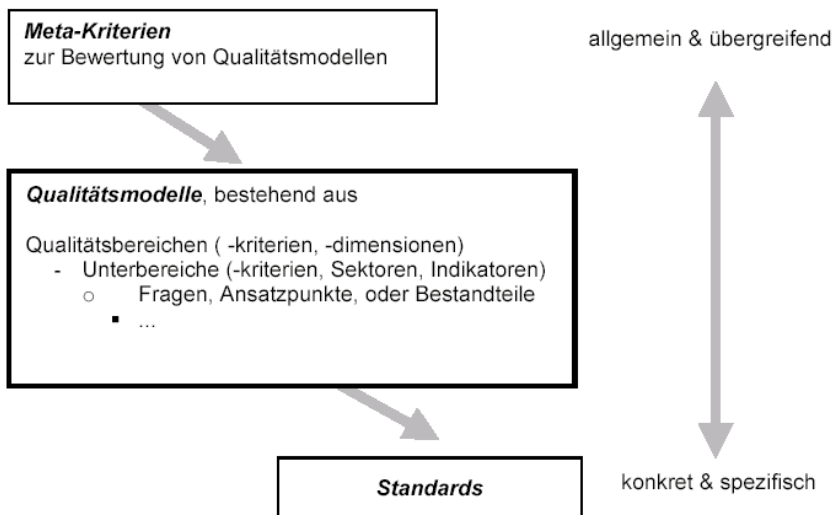 Meta-Kriterien
zur Bewertung von Qualitätsmodellen
allgemein & übergreifend
Qualitätsmodelle, bestehend aus
Qualitätsbereichen ( -kriterien, -dimensionen)
- Unterbereiche (-kriterien, Sektoren, Indikatoren)
o Fragen, Ansatzpunkte, oder Bestandteile
▪ ...
Standards
konkret & spezifisch